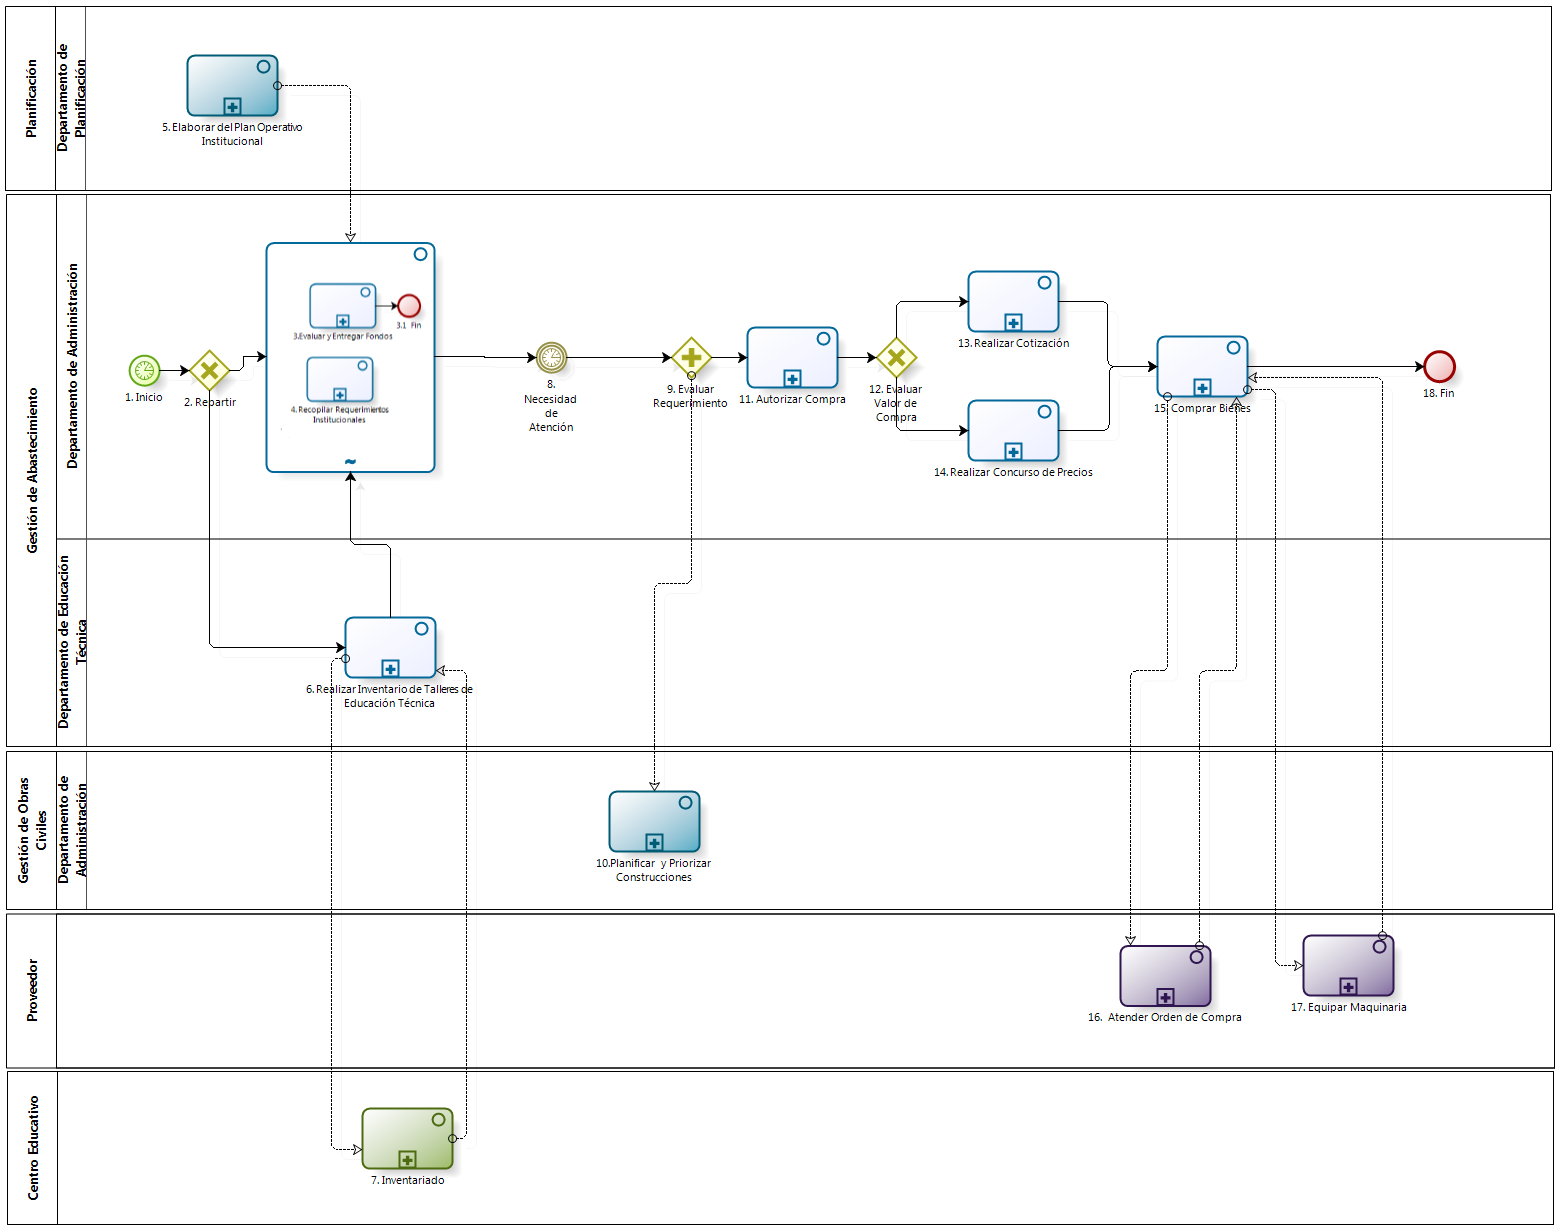 Planificación
Departamento de
Planificación
5. Elaborar del Plan Operativo
Institucional
Gestión de Abastecimiento
Departamento de Administración
1. Inicio
2. Repartir
3.Evaluar y Entregar Fondos
3.1 Fin
4. Recopilar Requerimientos
Institucionales
8.
Necesidad
de
Atención
9. Evaluar
Requerimiento
11. Autorizar Compra
12. Evaluar
Valor de
Compra
13. Realizar Cotización
14. Realizar Concurso de Precios
15. Comprar Bienes
18. Fin
Departamento de Educación
Técnica
6. Realizar Inventario de Talleres de
Educación Técnica
Gestión de Obras
Civiles
Departamento de
Administración
10.Planificar y Priorizar
Construcciones
Proveedor
16. Atender Orden de Compra
17. Equipar Maquinaria
Centro Educativo
7. Inventariado